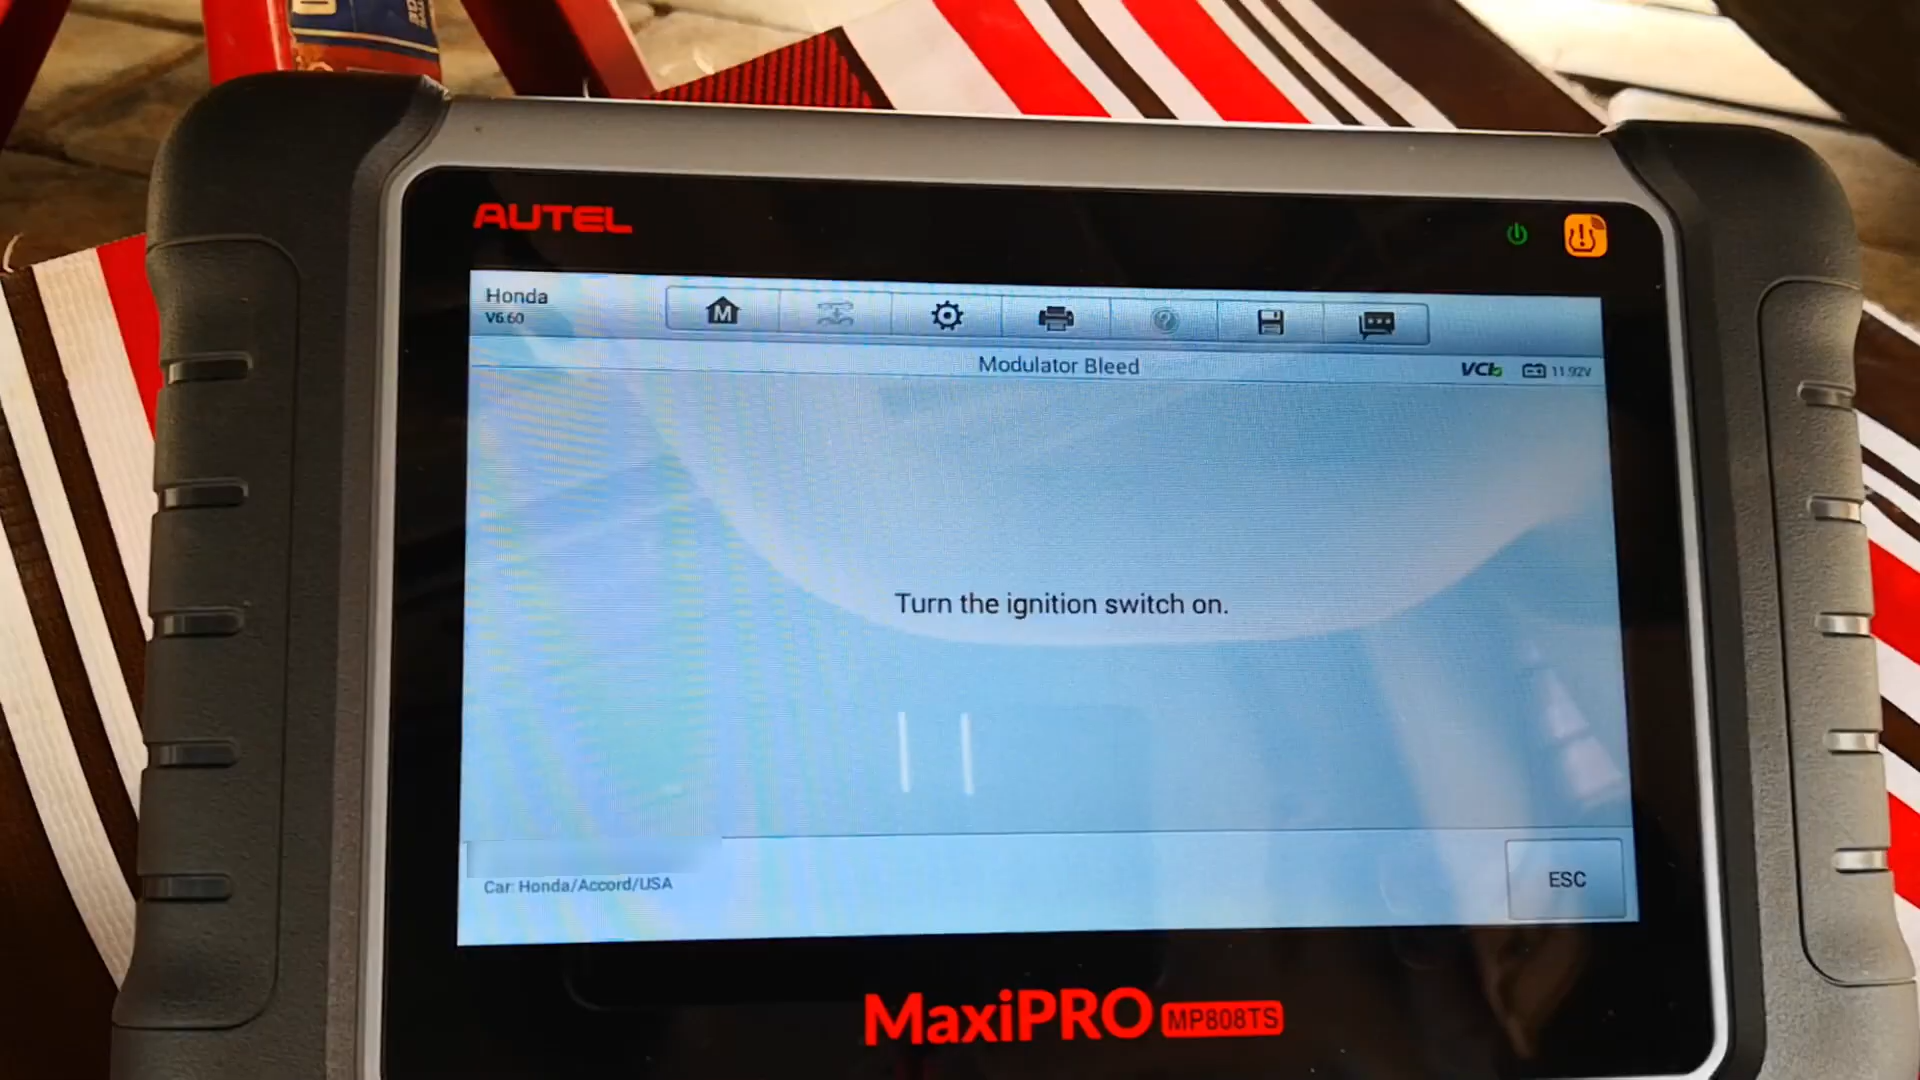 AUTEL
Honda
V6.60
M
Modulator Bleed
VCI
11.92V
Turn the ignition switch on.
Car: Honda/Accord/USA
ESC
MaxiPRO MP808TS